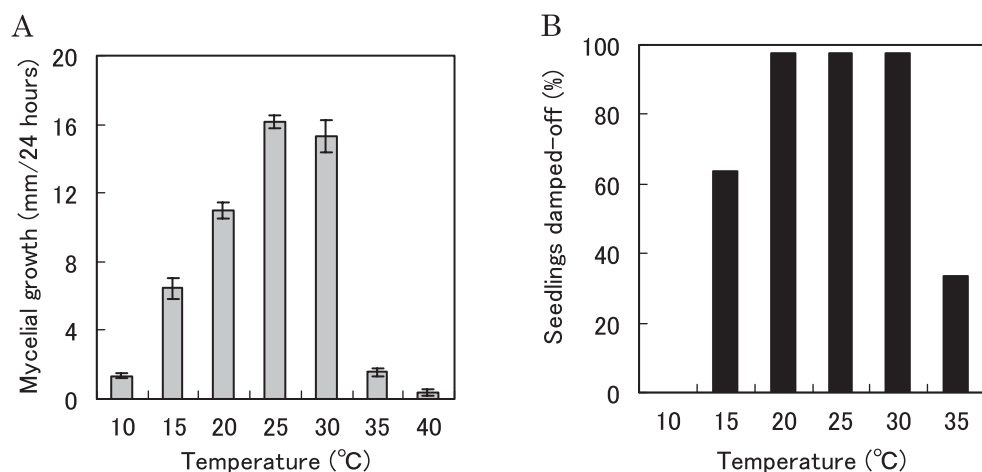 A
Mycelial growth (mm/24 hours)
20
16
12
8
4
0
10 15 20 25 30 35 40
Temperature (℃)
B
Seedlings damped-off (%)
100
80
60
40
20
0
10 15 20 25 30 35
Temperature (℃)